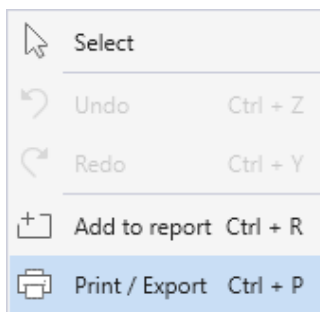 Select
Undo Ctrl + Z
Redo Ctrl + Y
Add to report Ctrl + R
Print / Export Ctrl + P